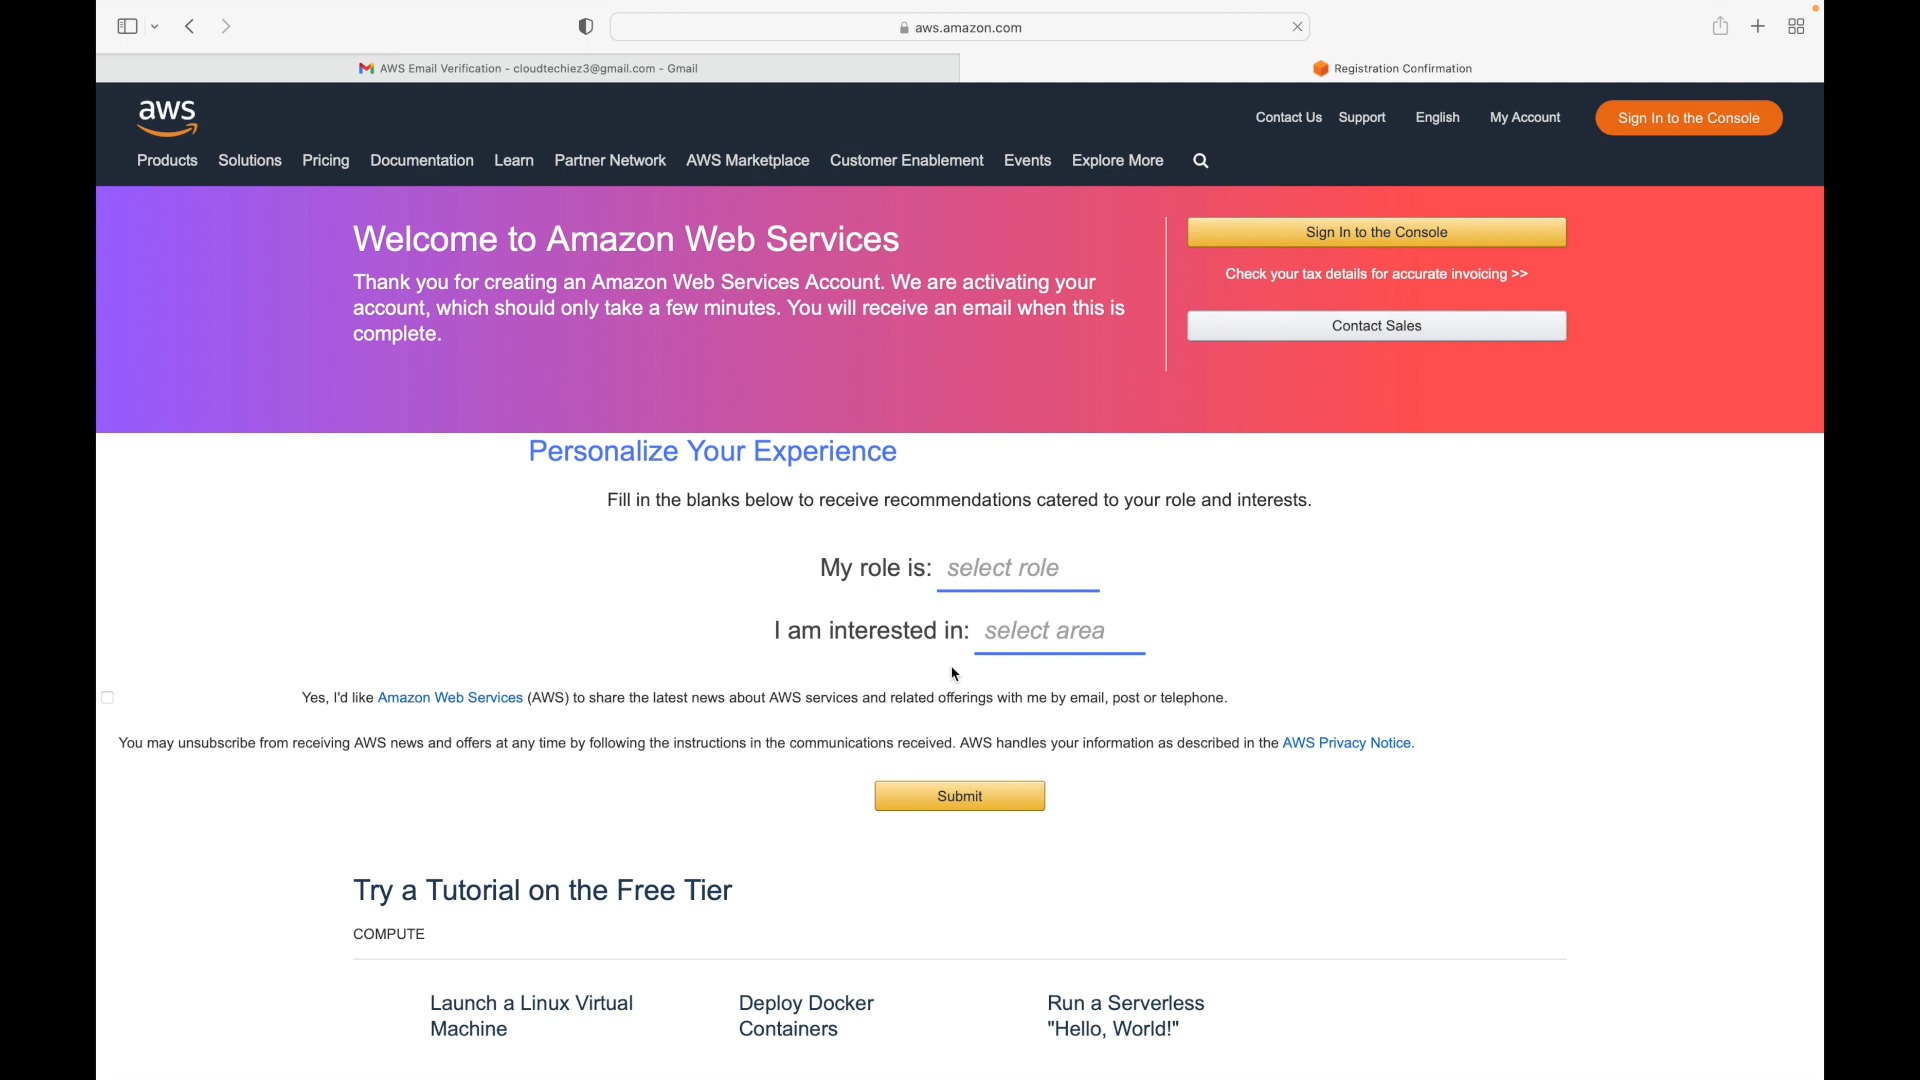 aws.amazon.com
AWS Email Verification - cloudtechiez3@gmail.com - Gmail
Registration Confirmation
aws
Contact Us Support English My Account Sign In to the Console
Products Solutions Pricing Documentation Learn Partner Network AWS Marketplace Customer Enablement Events Explore More
Welcome to Amazon Web Services
Thank you for creating an Amazon Web Services Account. We are activating your
account, which should only take a few minutes. You will receive an email when this is
complete.
Sign In to the Console
Check your tax details for accurate invoicing >>
Contact Sales
Personalize Your Experience
Fill in the blanks below to receive recommendations catered to your role and interests.
My role is: select role
I am interested in: select area
Yes, I'd like Amazon Web Services (AWS) to share the latest news about AWS services and related offerings with me by email, post or telephone.
You may unsubscribe from receiving AWS news and offers at any time by following the instructions in the communications received. AWS handles your information as described in the AWS Privacy Notice.
Submit
Try a Tutorial on the Free Tier
COMPUTE
Launch a Linux Virtual
Machine
Deploy Docker
Containers
Run a Serverless
"Hello, World!"